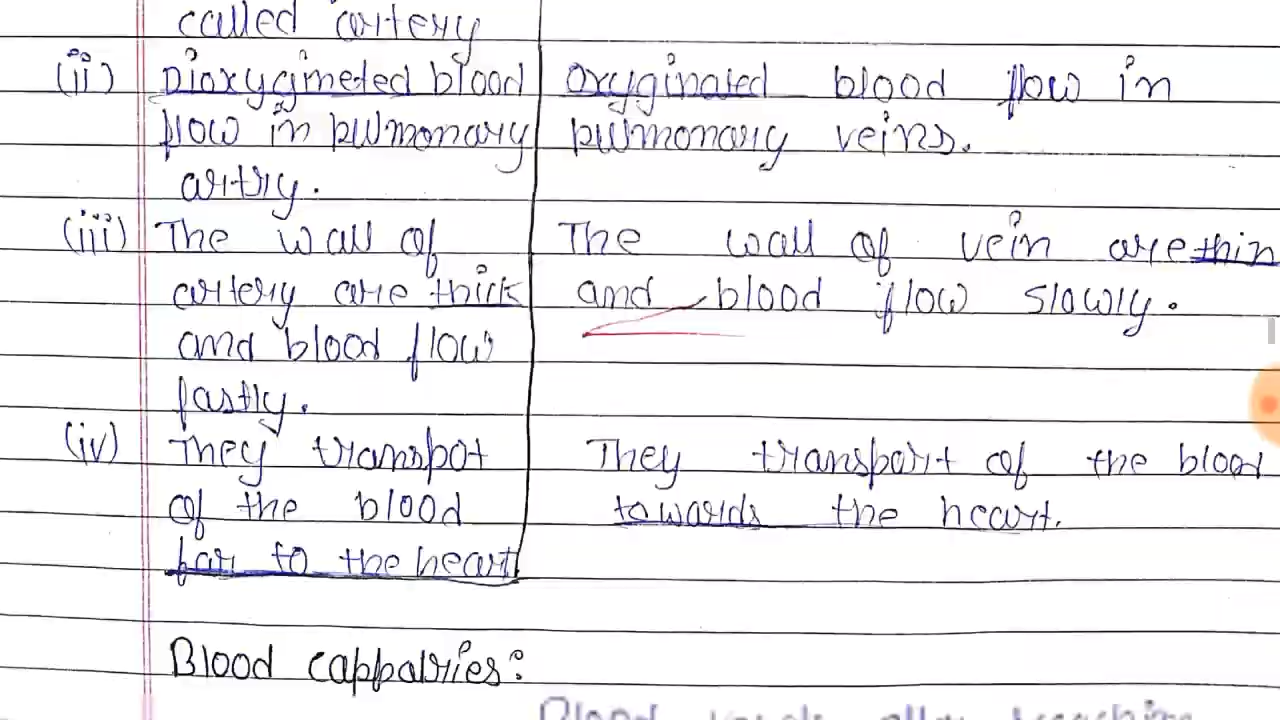 called artery
(ii) Dioxygineted blood oxyginated blood flow in
flow in pulmonary pulmonary veins.
artry.
(iii) The wall of The wall of vein are thin
artery are thick and blood flow slowly.
and blood flow
fastly.
(iv) They transpot They transport of the blood
of the blood towards the heart.
far to the heart
Blood cappabries:
Blood